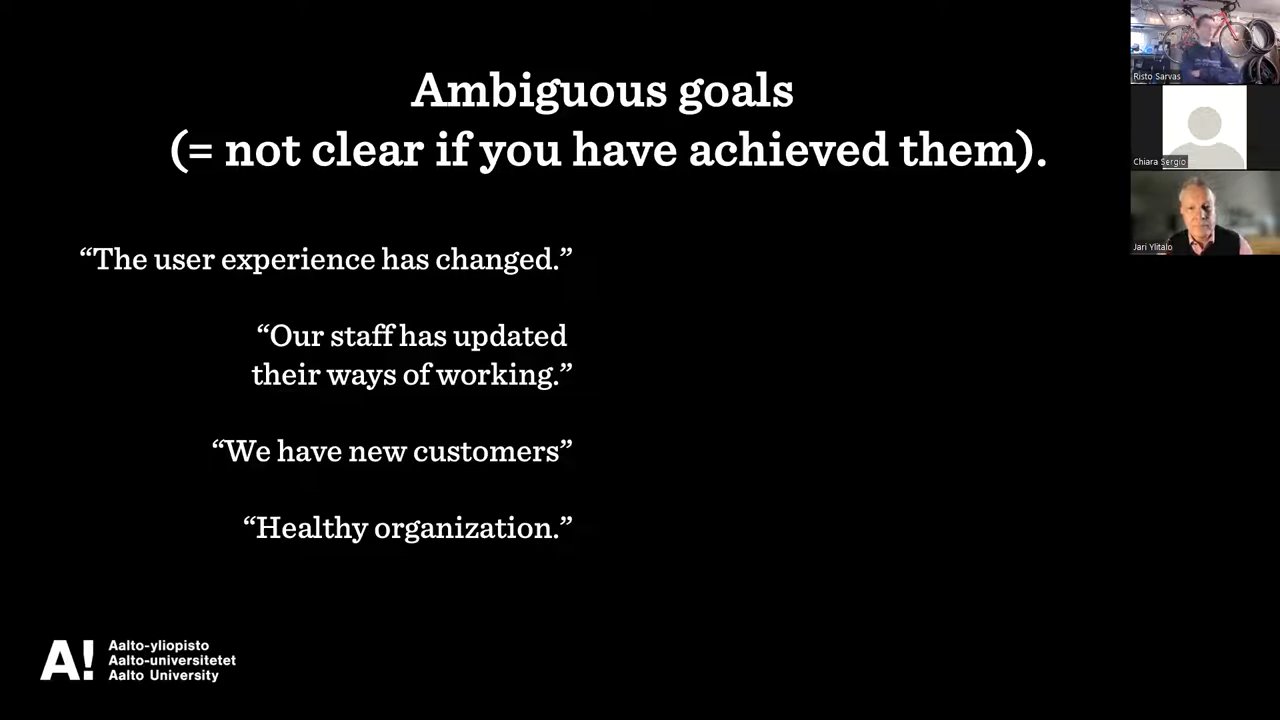 Ambiguous goals
(= not clear if you have achieved them).
“The user experience has changed.”
“Our staff has updated
their ways of working.”
“We have new customers”
“Healthy organization.”
A!
Aalto-yliopisto
Aalto-universitetet
Aalto University
Risto Sarvas
Chiara Sergio
Jari Ylitalo